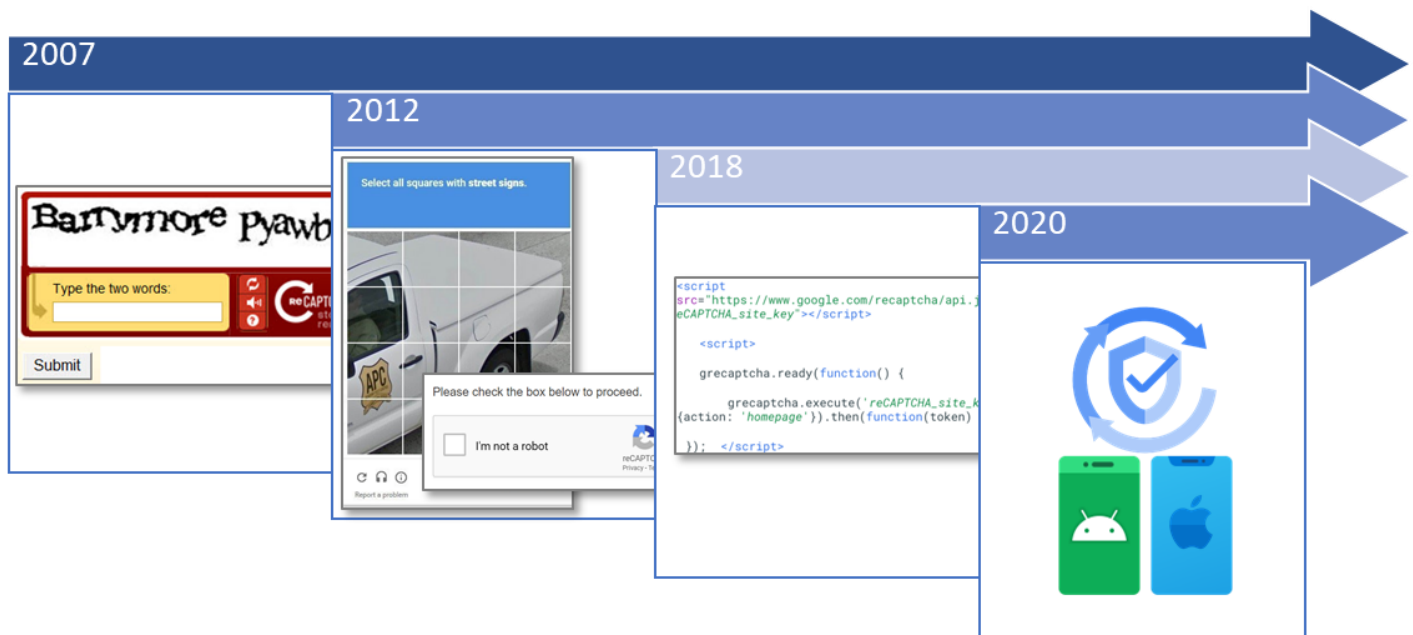 2007
2012
2018
2020
Barrymore
Type the two words:
Submit
Select all squares with street signs.
APC
Report a problem
Please check the box below to proceed.
I'm not a robot
<script
src="https://www.google.com/recaptcha/api.j
eCAPTCHA_site_key"></script>
<script>
grecaptcha.ready(function() {
grecaptcha.execute('reCAPTCHA_site_k
{action: 'homepage'}).then(function(token)
}); </script>